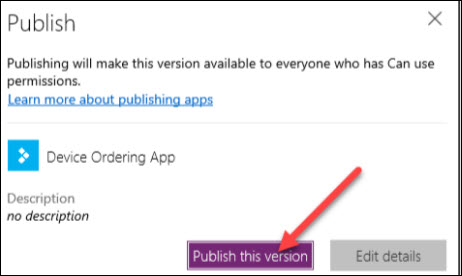 Publish
Publishing will make this version available to everyone who has Can use
permissions.
Learn more about publishing apps
Device Ordering App
Description
no description
Publish this version
Edit details